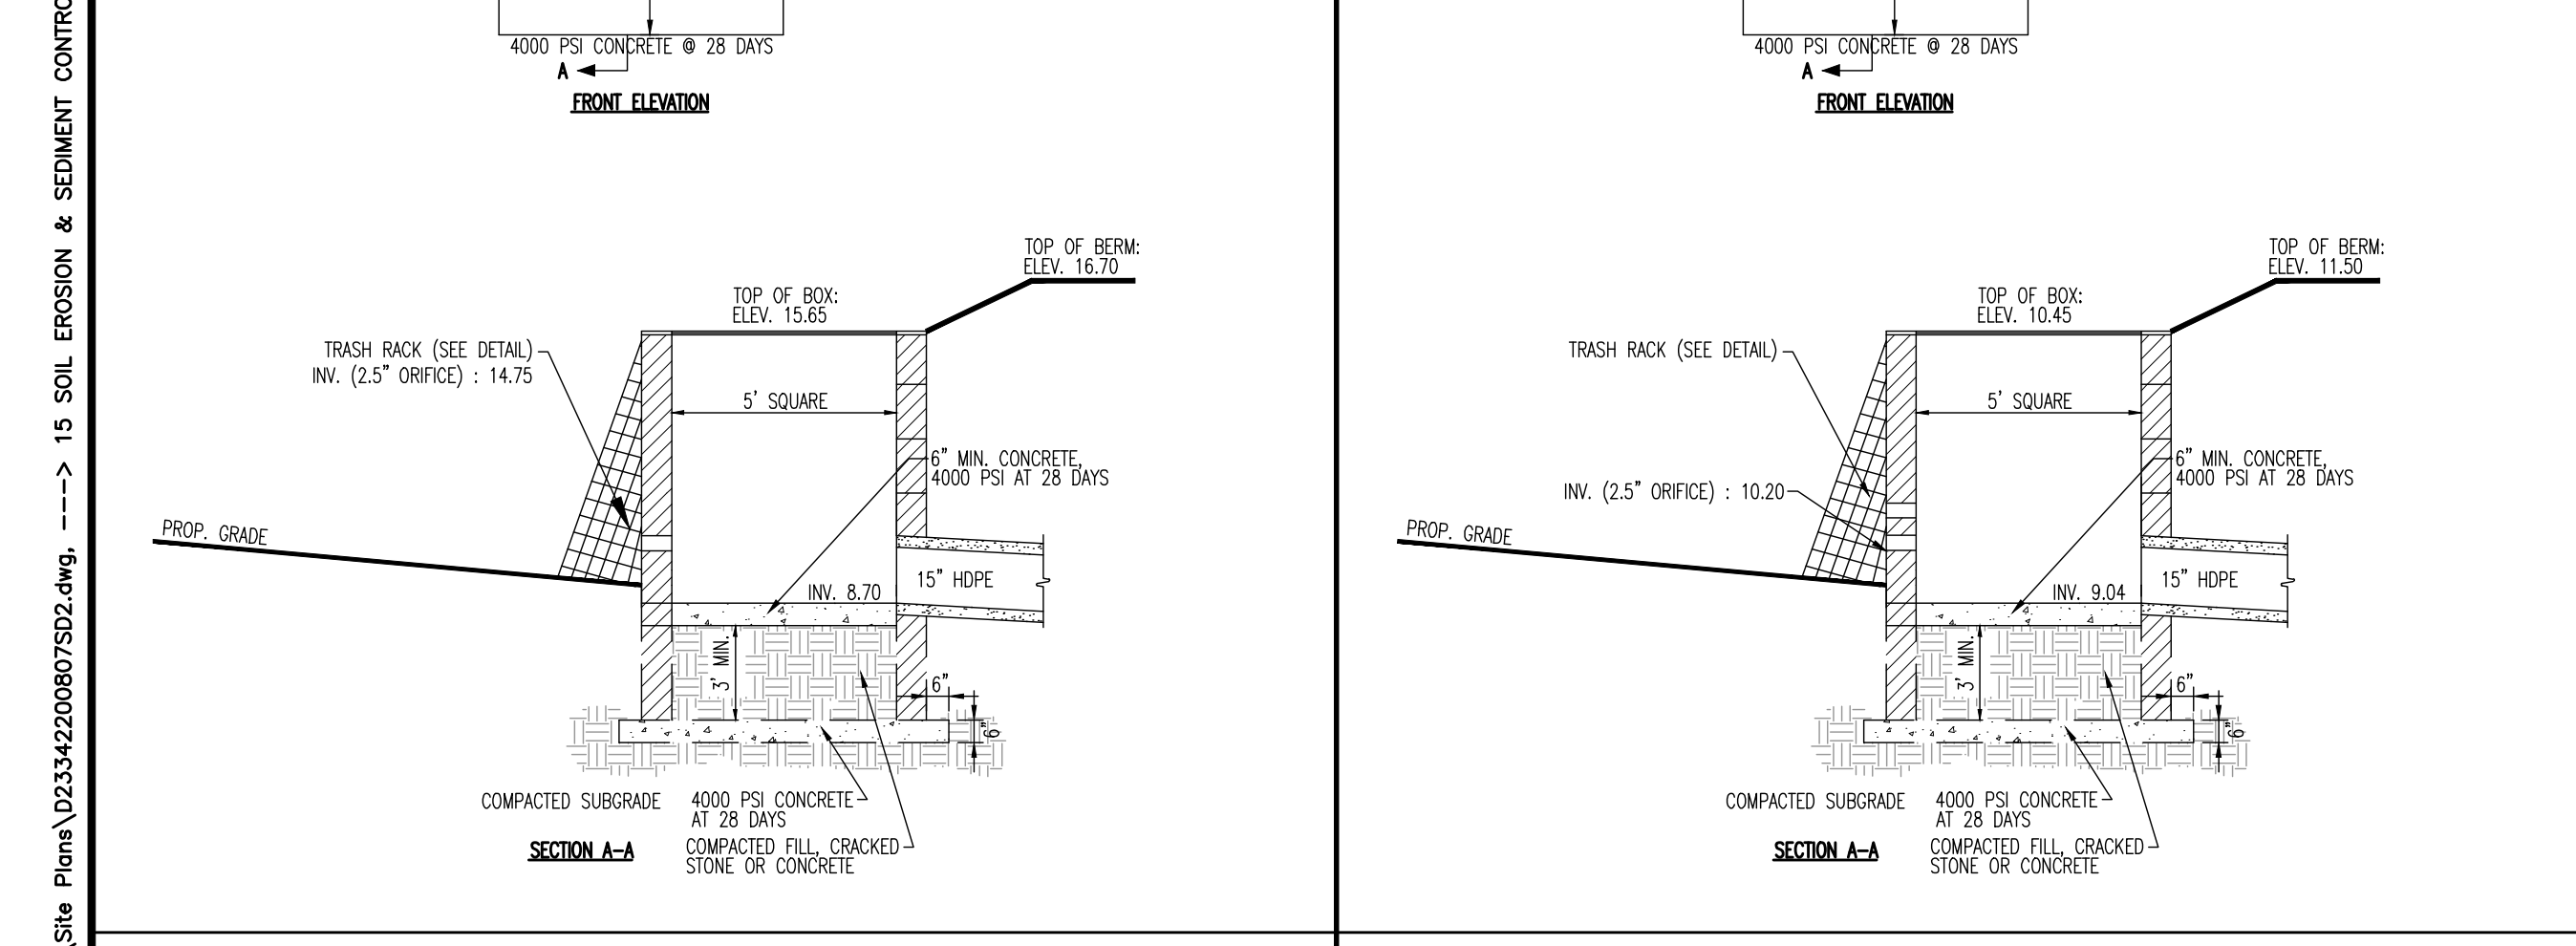 \Site Plans\D233422200807SD2.dwg, ---> 15 SOIL EROSION & SEDIMENT CONTRO
4000 PSI CONCRETE @ 28 DAYS
A
FRONT ELEVATION
TOP OF BERM:
ELEV. 16.70
TOP OF BOX:
ELEV. 15.65
TRASH RACK (SEE DETAIL)
INV. (2.5" ORIFICE) : 14.75
5' SQUARE
6" MIN. CONCRETE,
4000 PSI AT 28 DAYS
PROP. GRADE
15" HDPE
INV. 8.70
3' MIN.
6"
6"
COMPACTED SUBGRADE
4000 PSI CONCRETE
AT 28 DAYS
COMPACTED FILL, CRACKED
STONE OR CONCRETE
SECTION A-A
4000 PSI CONCRETE @ 28 DAYS
A
FRONT ELEVATION
TOP OF BERM:
ELEV. 11.50
TOP OF BOX:
ELEV. 10.45
TRASH RACK (SEE DETAIL)
5' SQUARE
6" MIN. CONCRETE,
4000 PSI AT 28 DAYS
INV. (2.5" ORIFICE) : 10.20
PROP. GRADE
15" HDPE
INV. 9.04
3' MIN.
6"
6"
COMPACTED SUBGRADE
4000 PSI CONCRETE
AT 28 DAYS
COMPACTED FILL, CRACKED
STONE OR CONCRETE
SECTION A-A